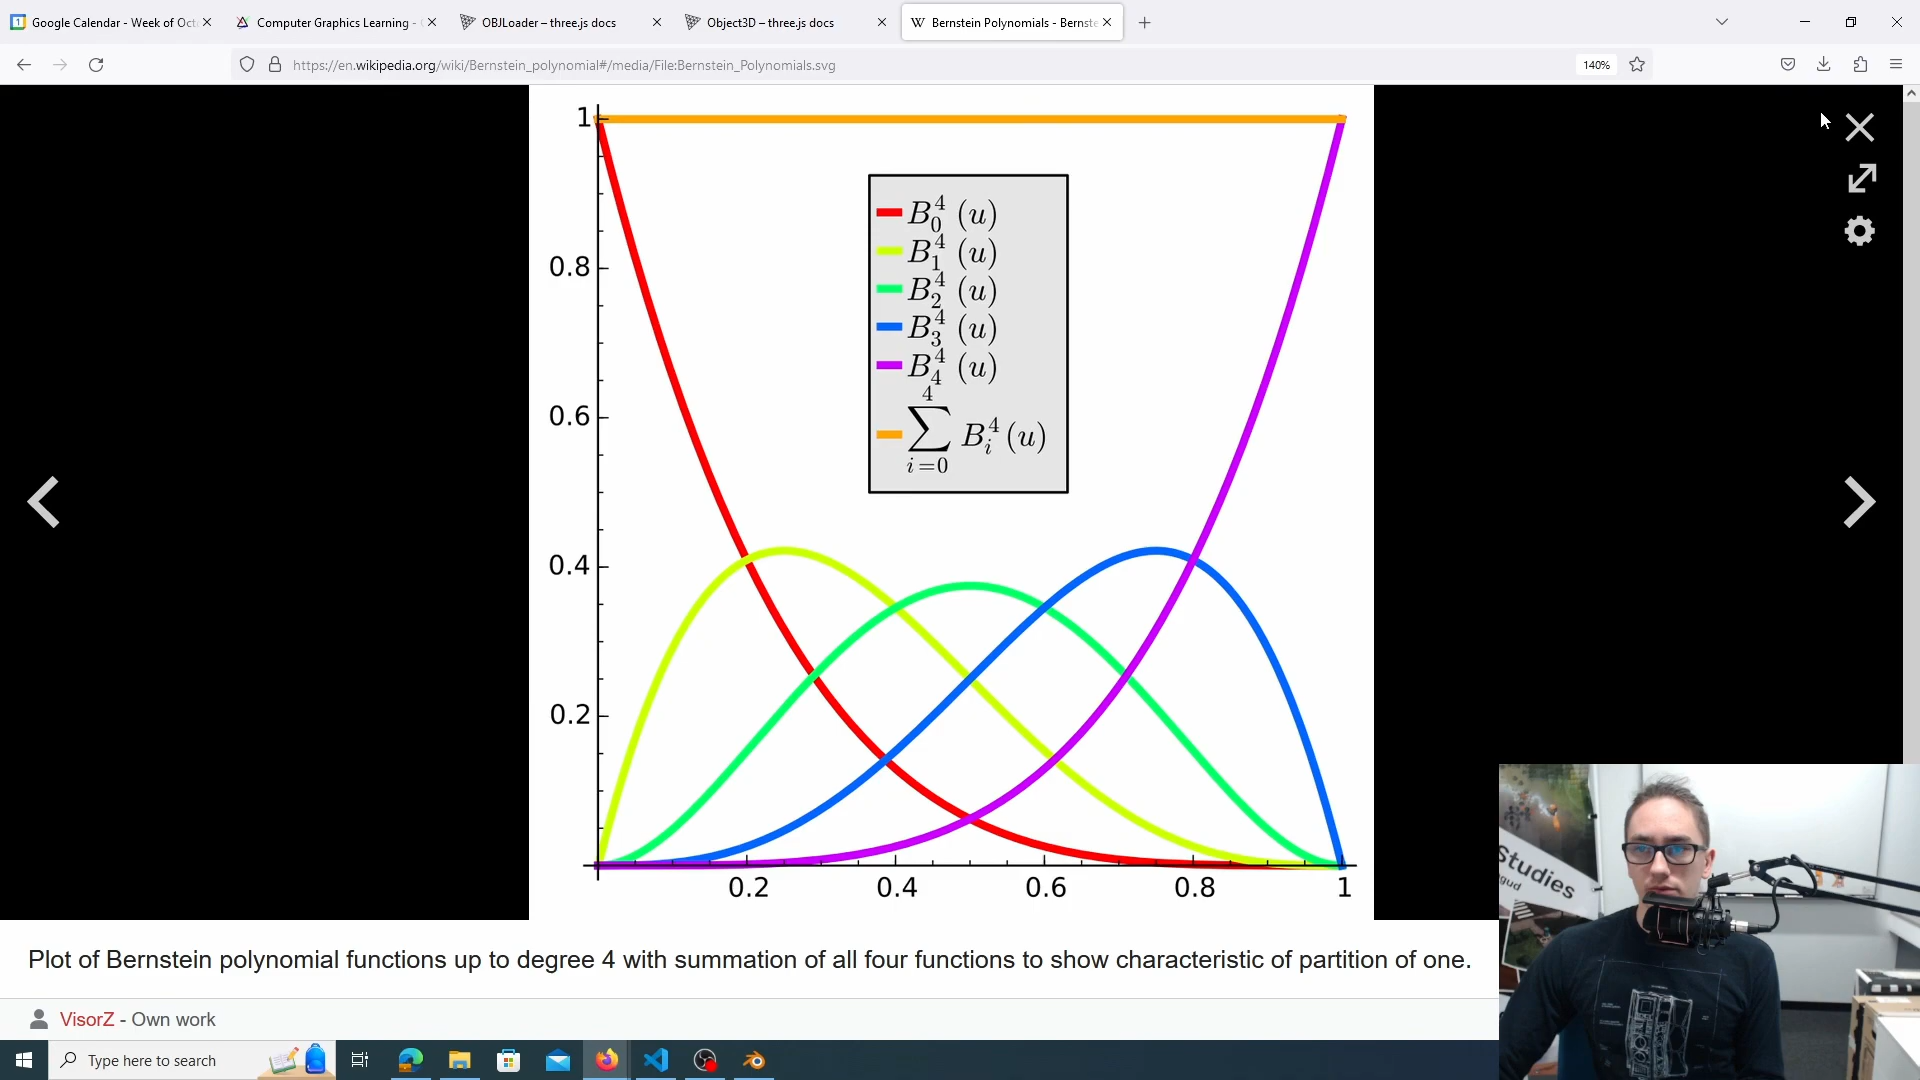 Google Calendar - Week of Oct
Computer Graphics Learning -
OBJLoader – three.js docs
Object3D – three.js docs
W Bernstein Polynomials - Bernste
https://en.wikipedia.org/wiki/Bernstein_polynomial#/media/File:Bernstein_Polynomials.svg
140%
1
0.8
0.6
0.4
0.2
B_0^4 (u)
B_1^4 (u)
B_2^4 (u)
B_3^4 (u)
B_4^4 (u)
4
∑ B_i^4 (u)
i=0
0.2 0.4 0.6 0.8 1
Studies
Plot of Bernstein polynomial functions up to degree 4 with summation of all four functions to show characteristic of partition of one.
VisorZ - Own work
Type here to search